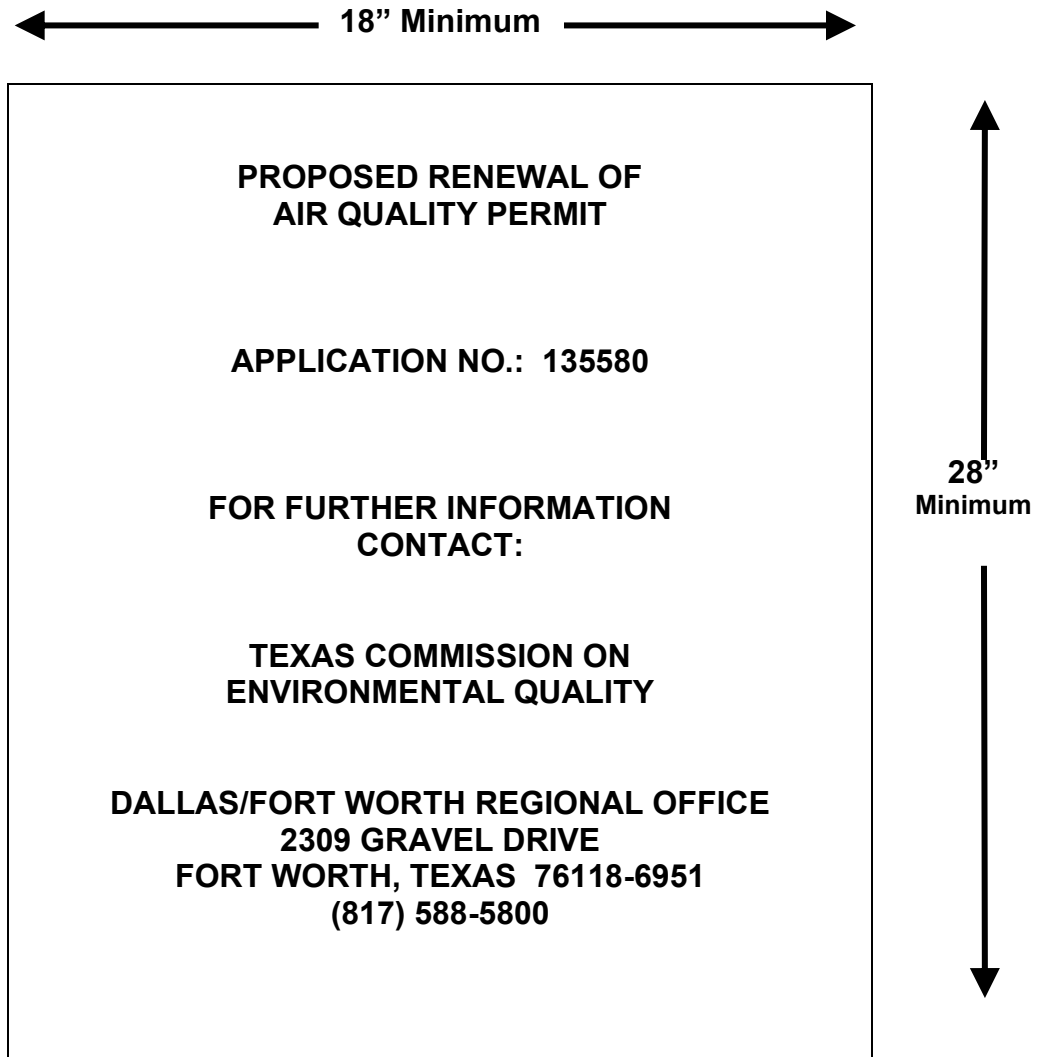 18” Minimum
PROPOSED RENEWAL OF
AIR QUALITY PERMIT
APPLICATION NO.: 135580
FOR FURTHER INFORMATION
CONTACT:
28”
Minimum
TEXAS COMMISSION ON
ENVIRONMENTAL QUALITY
DALLAS/FORT WORTH REGIONAL OFFICE
2309 GRAVEL DRIVE
FORT WORTH, TEXAS 76118-6951
(817) 588-5800